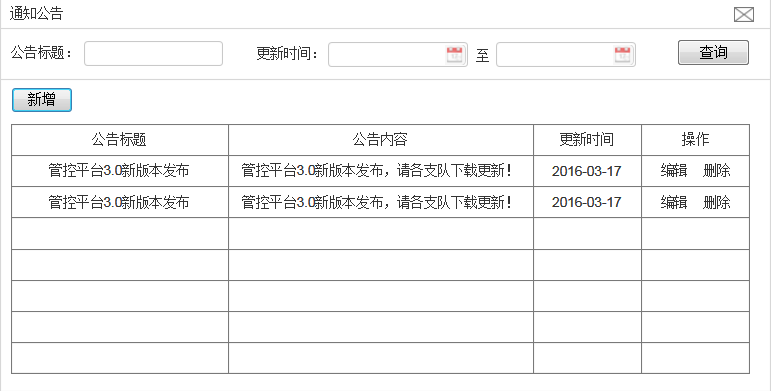 通知公告
公告标题： 更新时间： 至 查询
新增
公告标题 公告内容 更新时间 操作
管控平台3.0新版本发布 管控平台3.0新版本发布，请各支队下载更新！ 2016-03-17 编辑 删除
管控平台3.0新版本发布 管控平台3.0新版本发布，请各支队下载更新！ 2016-03-17 编辑 删除